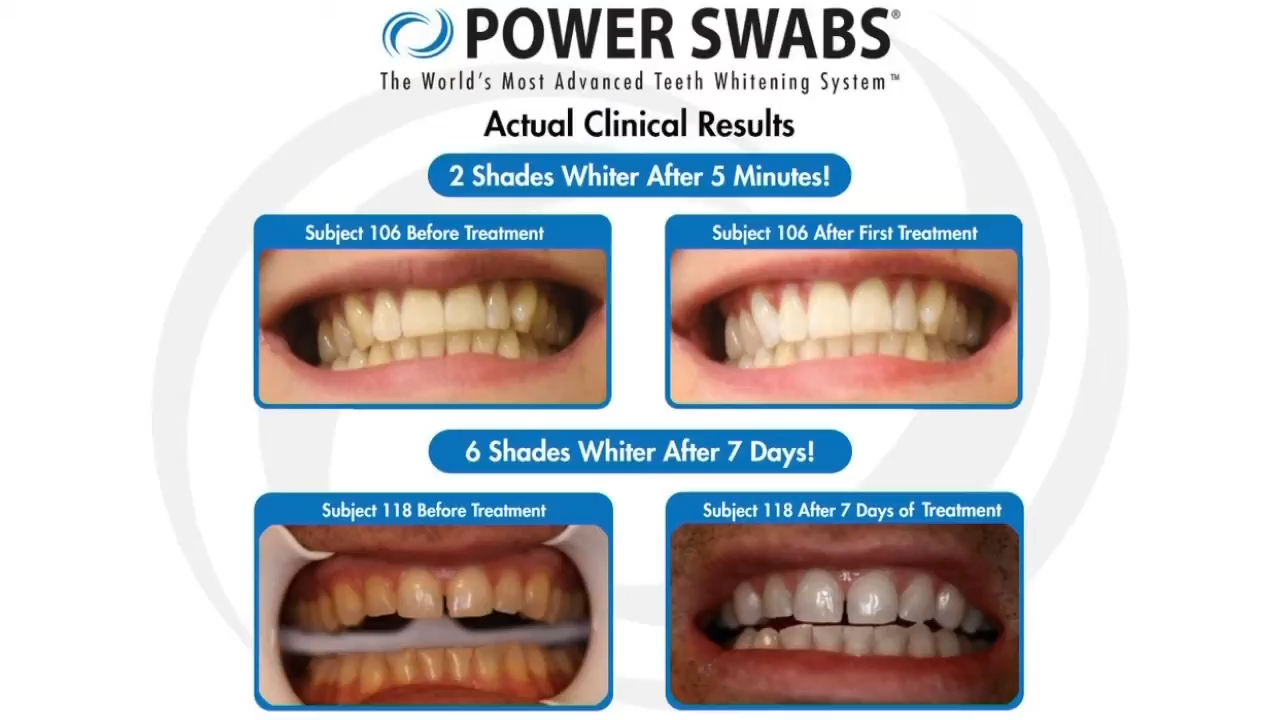 POWER SWABS®
The World's Most Advanced Teeth Whitening System™
Actual Clinical Results
2 Shades Whiter After 5 Minutes!
Subject 106 Before Treatment
Subject 106 After First Treatment
6 Shades Whiter After 7 Days!
Subject 118 Before Treatment
Subject 118 After 7 Days of Treatment